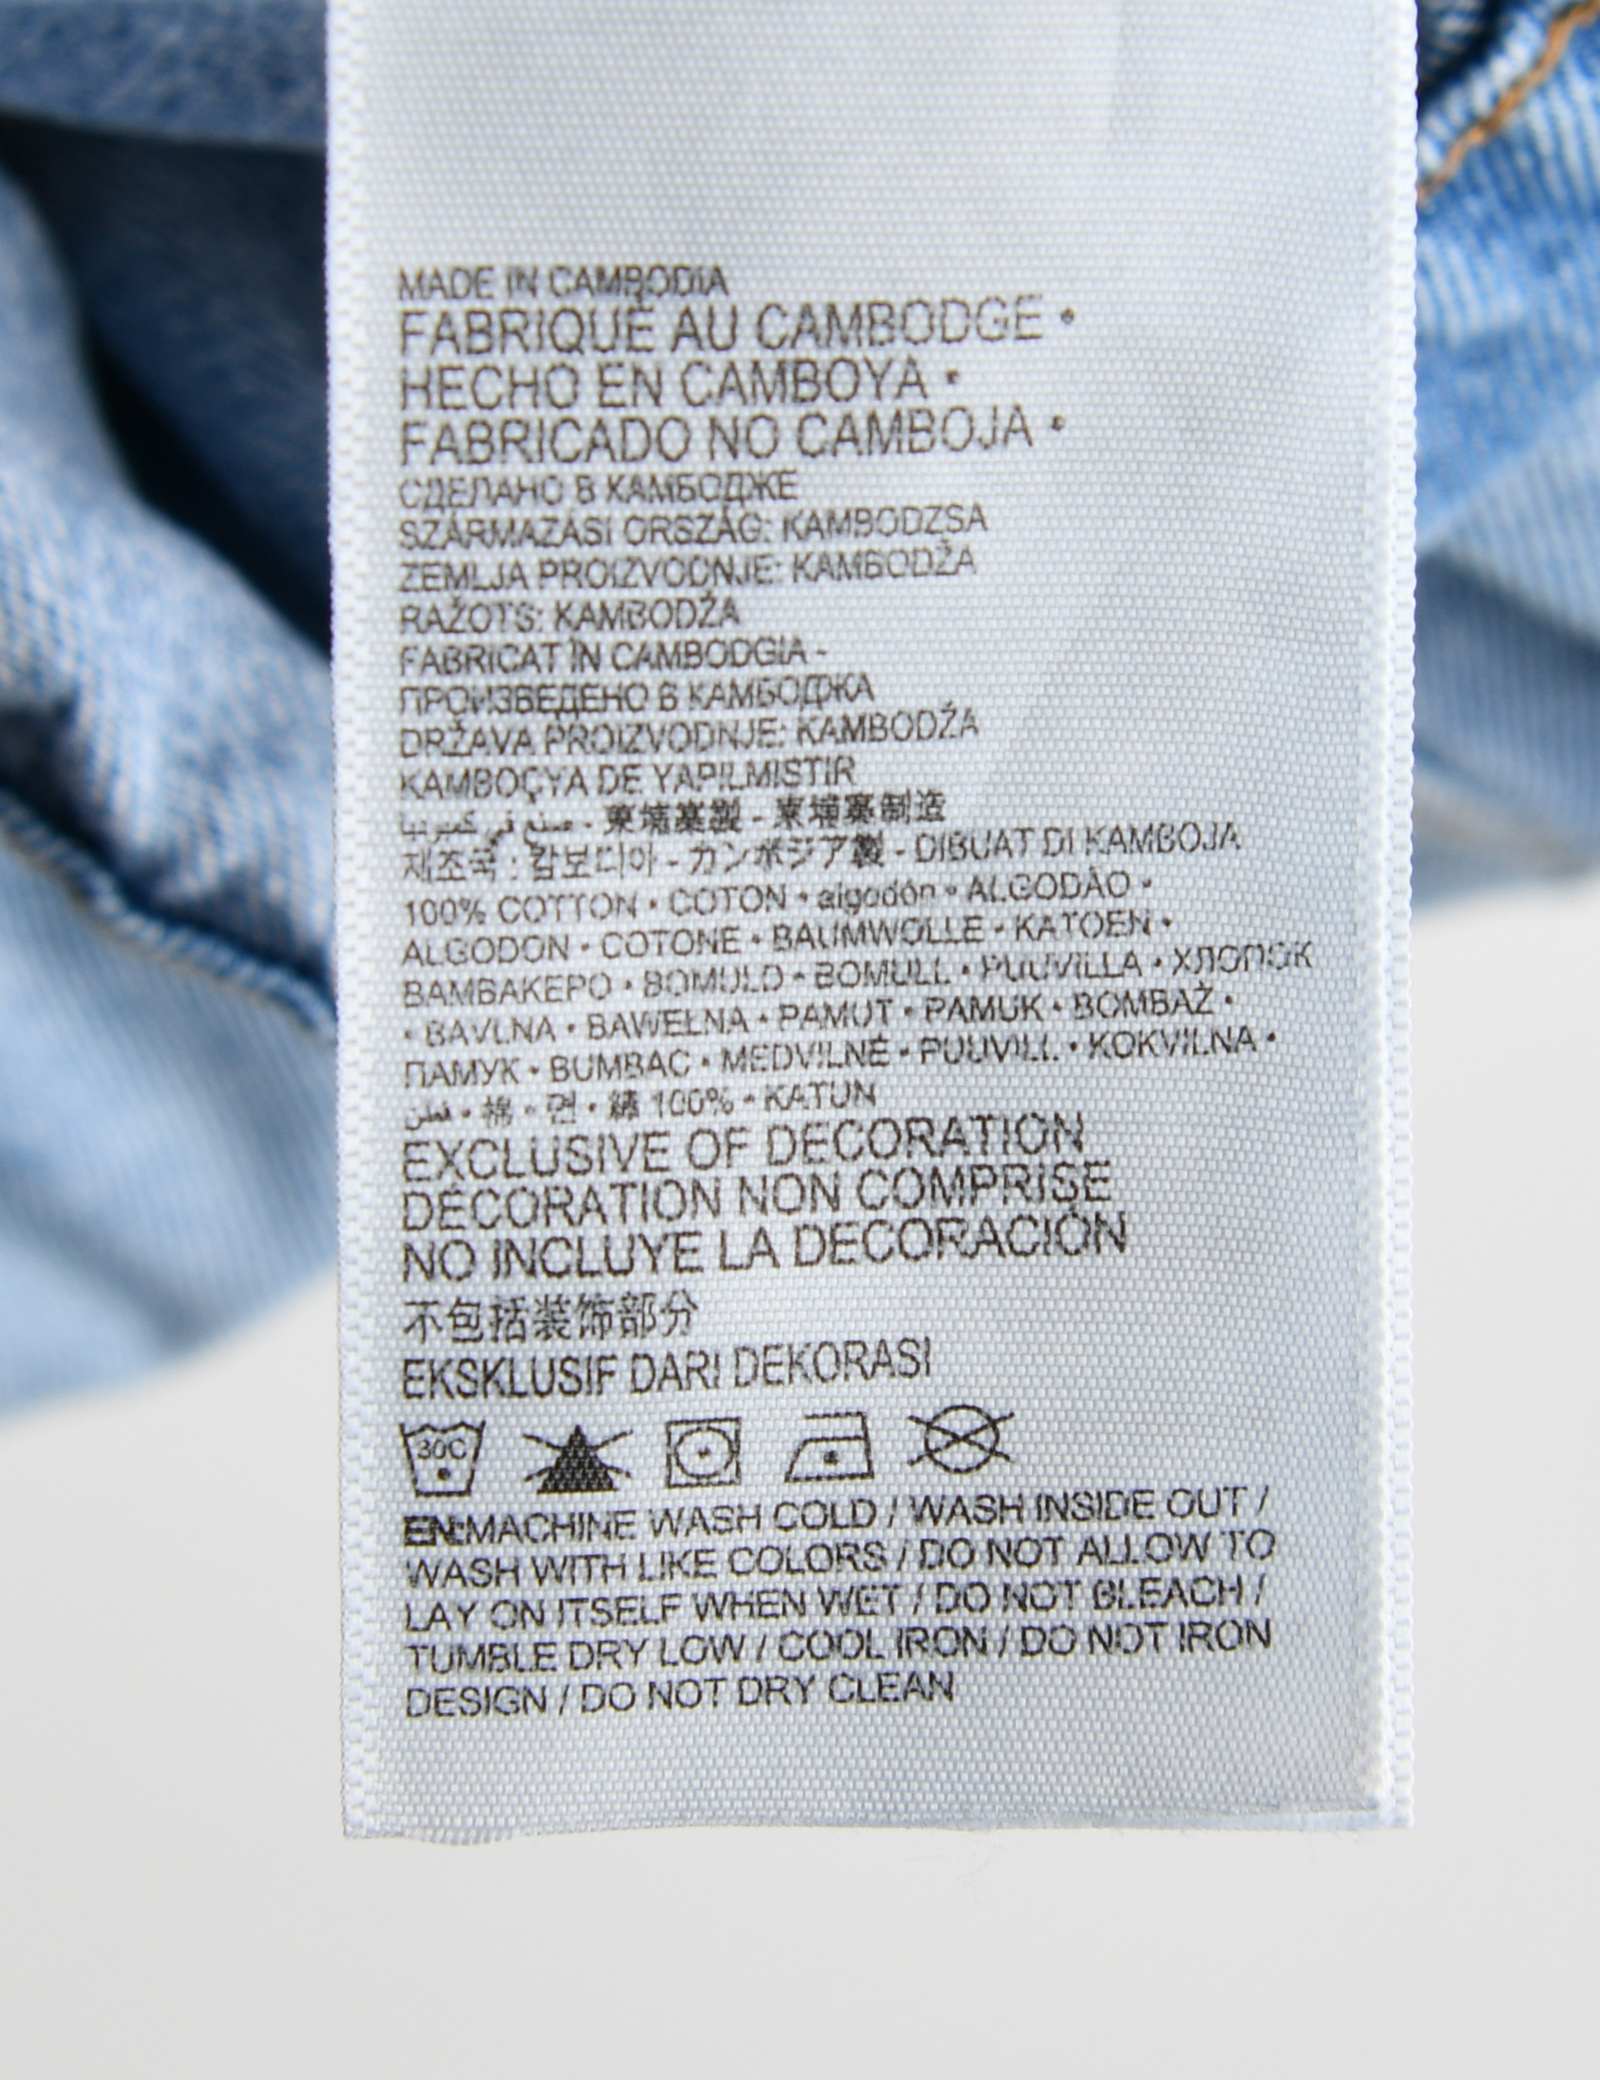 MADE IN CAMBODIA
FABRIQUÉ AU CAMBODGE •
HECHO EN CAMBOYA •
FABRICADO NO CAMBOJA •
СДЕЛАНО В КАМБОДЖЕ
SZÁRMAZÁSI ORSZÁG: KAMBODZSA
ZEMLJA PROIZVODNJE: KAMBODŽA
RAŽOTS: KAMBODŽA
FABRICAT ÎN CAMBODGIA -
ПРОИЗВЕДЕНО В КАМБОДЖА
DRŽAVA PROIZVODNJE: KAMBODŽA
KAMBOÇYA DE YAPILMISTIR
صنع في كمبوديا - 柬埔寨製 - 柬埔寨制造
제조국 : 캄보디아 - カンボジア製 - DIBUAT DI KAMBOJA
100% COTTON • COTON • algodón • ALGODÃO •
ALGODON • COTONE • BAUMWOLLE • KATOEN •
ΒΑΜΒΑΚΕΡΟ • BOMULD • BOMULL • PUUVILLA • ХЛОПОК
• BAVLNA • BAWEŁNA • PAMUT • PAMUK • BOMBAŽ •
ПАМУК • BUMBAC • MEDVILNĖ • PUUVILL • KOKVILNA •
قطن • 棉 • 면 • 綿 100% • KATUN
EXCLUSIVE OF DECORATION
DÉCORATION NON COMPRISE
NO INCLUYE LA DECORACIÓN
不包括装饰部分
EKSKLUSIF DARI DEKORASI
30C
EN:MACHINE WASH COLD / WASH INSIDE OUT /
WASH WITH LIKE COLORS / DO NOT ALLOW TO
LAY ON ITSELF WHEN WET / DO NOT BLEACH /
TUMBLE DRY LOW / COOL IRON / DO NOT IRON
DESIGN / DO NOT DRY CLEAN